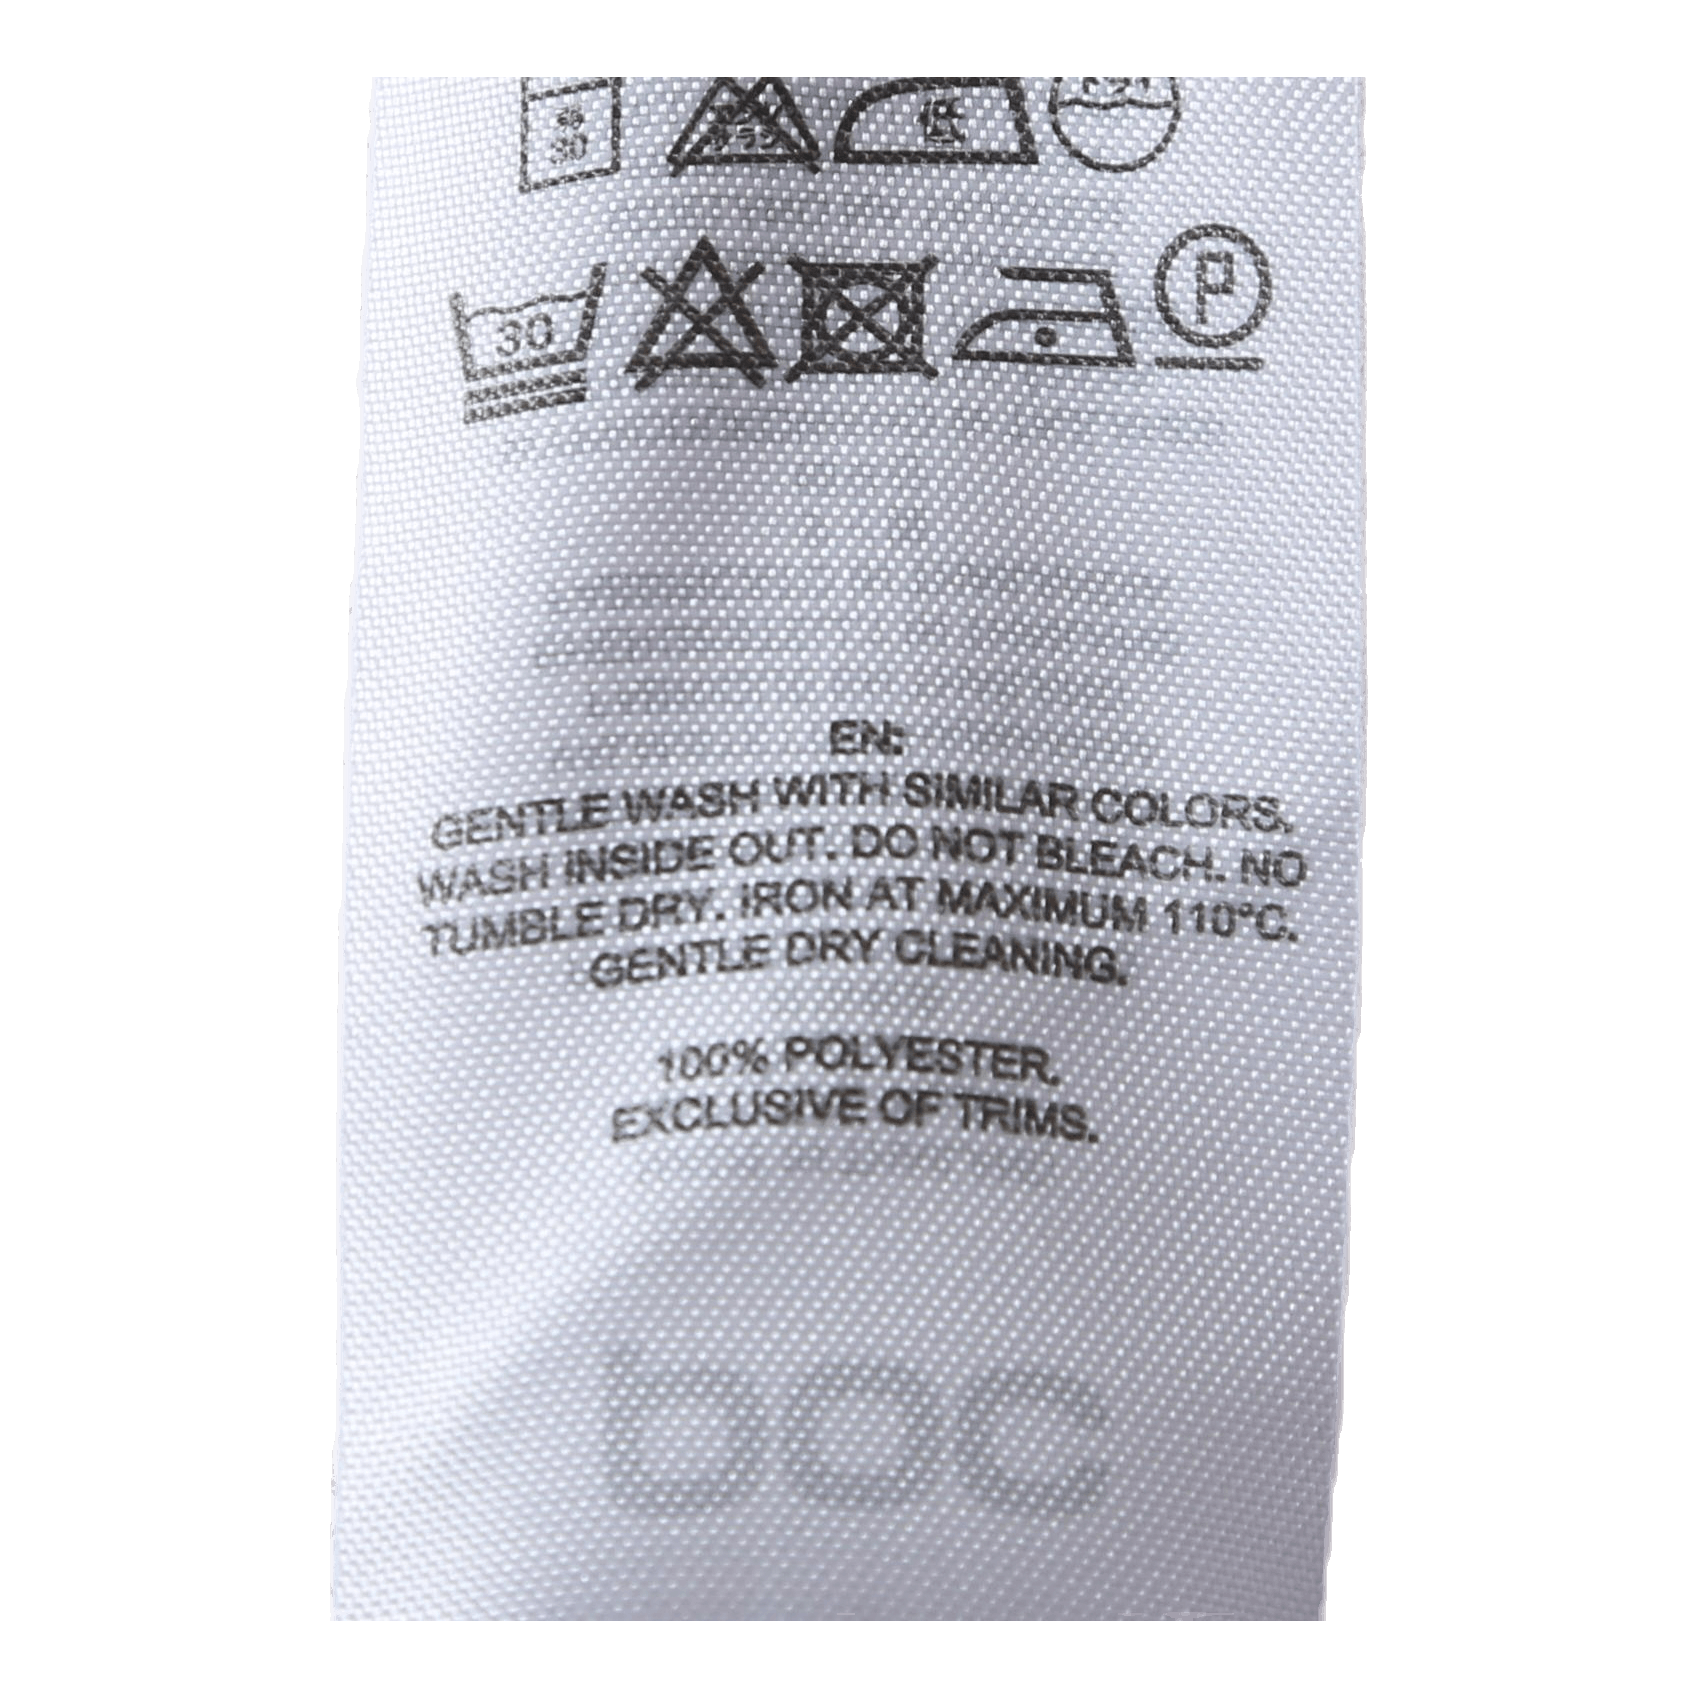 30
30
P
EN:
GENTLE WASH WITH SIMILAR COLORS,
WASH INSIDE OUT. DO NOT BLEACH. NO
TUMBLE DRY. IRON AT MAXIMUM 110°C.
GENTLE DRY CLEANING.
100% POLYESTER.
EXCLUSIVE OF TRIMS.